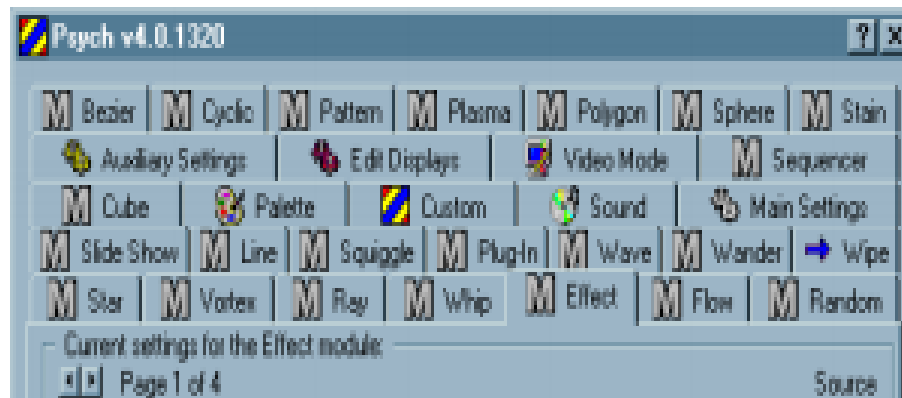 Psych v4.0.1320
Bezier Cyclic Pattern Plasma Polygon Sphere Stain
Auxiliary Settings Edit Displays Video Mode Sequencer
Cube Palette Custom Sound Main Settings
Slide Show Line Squiggle Plug-In Wave Wander Wipe
Star Vortex Ray Whip Effect Flow Random
Current settings for the Effect module:
Page 1 of 4 Source